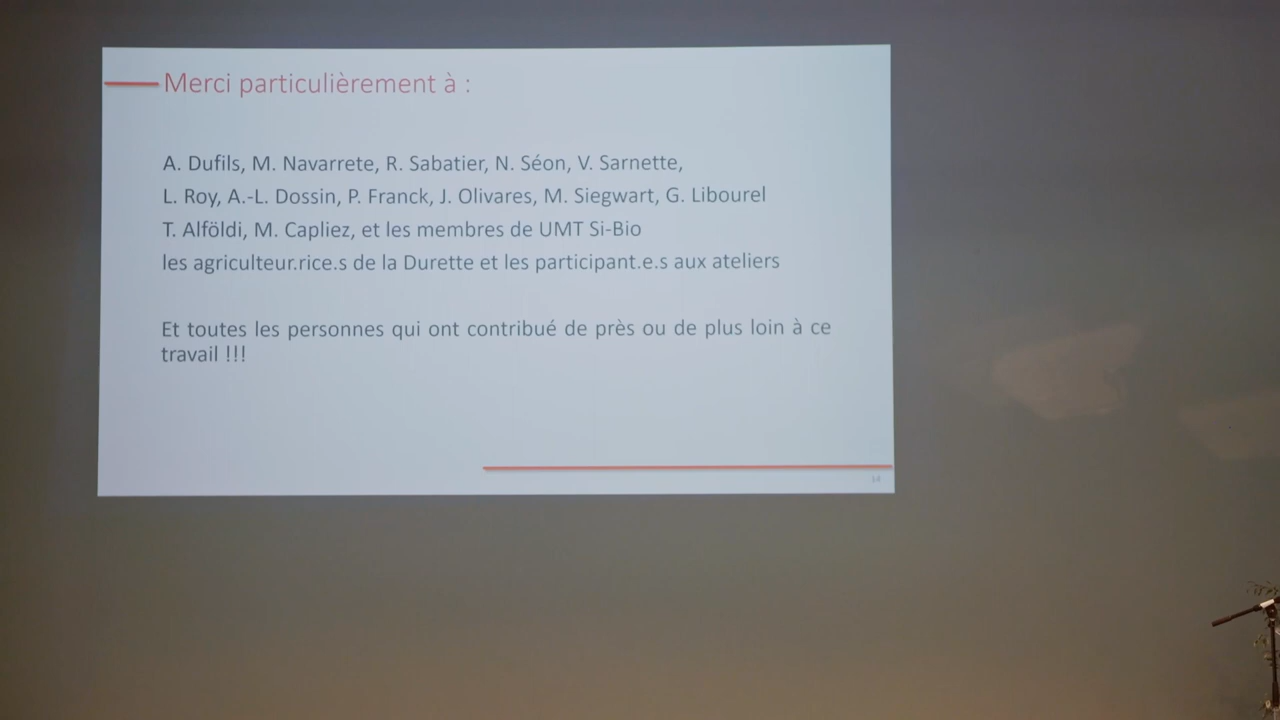 Merci particulièrement à :
A. Dufils, M. Navarrete, R. Sabatier, N. Séon, V. Sarnette,
L. Roy, A.-L. Dossin, P. Franck, J. Olivares, M. Siegwart, G. Libourel
T. Alföldi, M. Capliez, et les membres de UMT Si-Bio
les agriculteur.rice.s de la Durette et les participant.e.s aux ateliers
Et toutes les personnes qui ont contribué de près ou de plus loin à ce
travail !!!